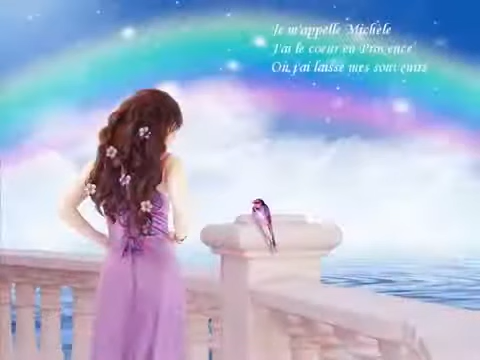 Je m'appelle Michèle
J'ai le coeur en Provence
Où j'ai laissé mes souvenirs